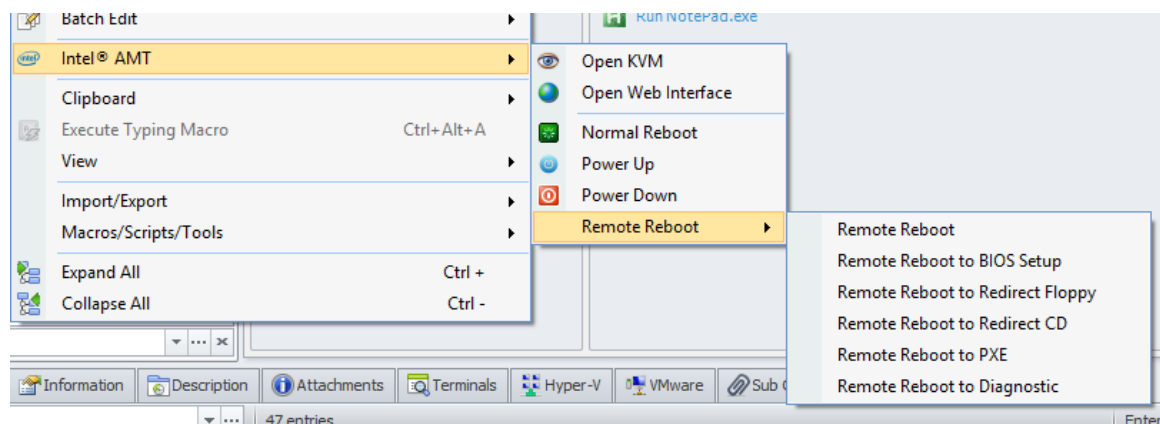 Batch Edit
Run NotePad.exe
Intel® AMT
Open KVM
Open Web Interface
Clipboard
Execute Typing Macro Ctrl+Alt+A
Normal Reboot
View
Power Up
Import/Export
Power Down
Macros/Scripts/Tools
Remote Reboot
Remote Reboot
Remote Reboot to BIOS Setup
Remote Reboot to Redirect Floppy
Remote Reboot to Redirect CD
Remote Reboot to PXE
Remote Reboot to Diagnostic
Expand All Ctrl +
Collapse All Ctrl -
Information Description Attachments Terminals Hyper-V VMware Sub
47 entries